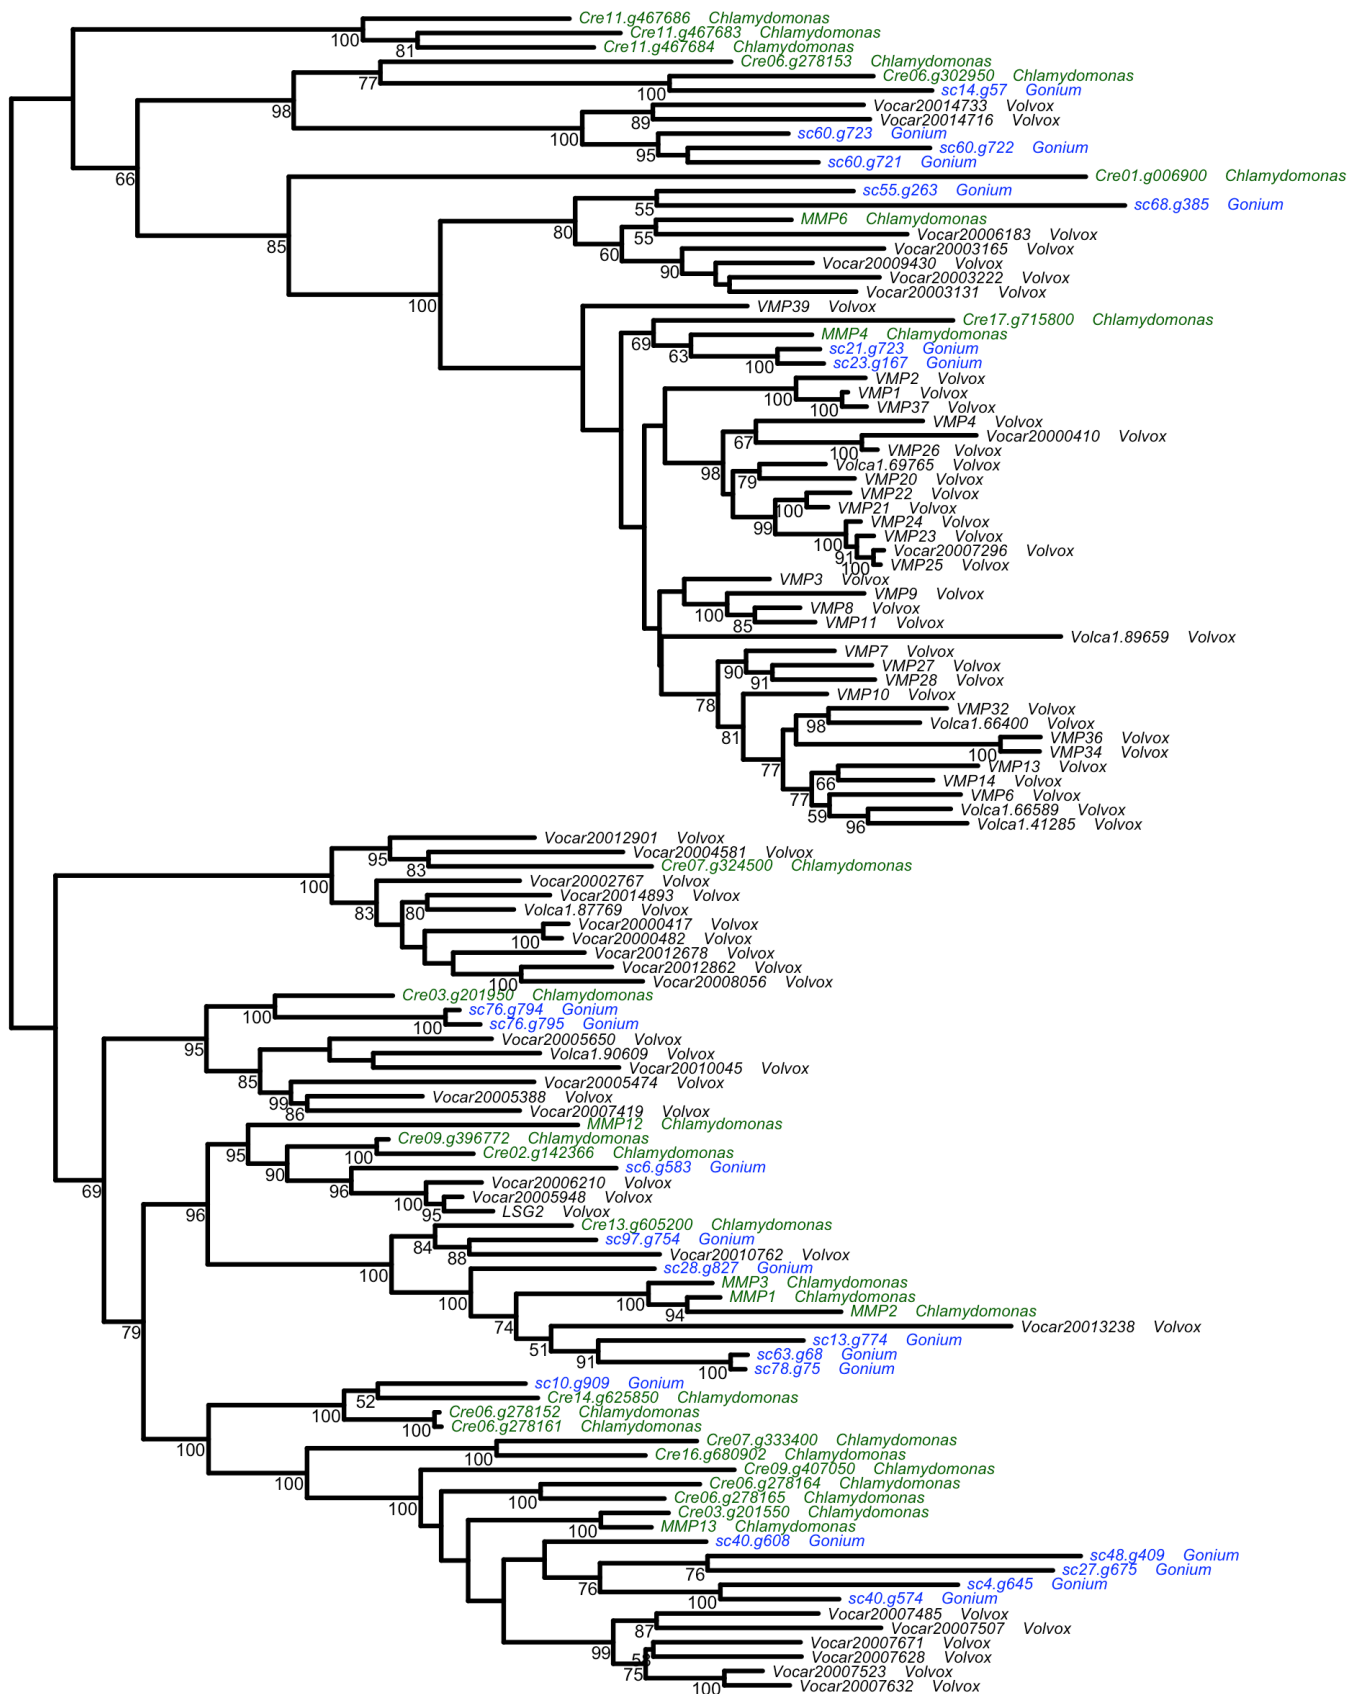 Cre11.g467686 Chlamydomonas
Cre11.g467683 Chlamydomonas
100
81
Cre11.g467684 Chlamydomonas
Cre06.g278153 Chlamydomonas
77
Cre06.g302950 Chlamydomonas
100
sc14.g57 Gonium
98
Vocar20014733 Volvox
89
Vocar20014716 Volvox
100
sc60.g723 Gonium
95
sc60.g722 Gonium
sc60.g721 Gonium
66
Cre01.g006900 Chlamydomonas
sc55.g263 Gonium
55
sc68.g385 Gonium
80
MMP6 Chlamydomonas
55
Vocar20006183 Volvox
85
60
Vocar20003165 Volvox
90
Vocar20009430 Volvox
Vocar20003222 Volvox
Vocar20003131 Volvox
100
VMP39 Volvox
Cre17.g715800 Chlamydomonas
69
MMP4 Chlamydomonas
63
sc21.g723 Gonium
100
sc23.g167 Gonium
VMP2 Volvox
100
VMP1 Volvox
100
VMP37 Volvox
VMP4 Volvox
67
Vocar20000410 Volvox
100
VMP26 Volvox
98
Volca1.69765 Volvox
79
VMP20 Volvox
VMP22 Volvox
100
VMP21 Volvox
99
VMP24 Volvox
100
VMP23 Volvox
91
Vocar20007296 Volvox
100
VMP25 Volvox
VMP3 Volvox
VMP9 Volvox
100
VMP8 Volvox
85
VMP11 Volvox
Volca1.89659 Volvox
VMP7 Volvox
90
VMP27 Volvox
91
VMP28 Volvox
78
VMP10 Volvox
VMP32 Volvox
98
Volca1.66400 Volvox
81
VMP36 Volvox
100
VMP34 Volvox
77
VMP13 Volvox
66
VMP14 Volvox
77
VMP6 Volvox
59
Volca1.66589 Volvox
96
Volca1.41285 Volvox
Vocar20012901 Volvox
95
Vocar20004581 Volvox
83
Cre07.g324500 Chlamydomonas
100
Vocar20002767 Volvox
83
Vocar20014893 Volvox
80
Volca1.87769 Volvox
Vocar20000417 Volvox
100
Vocar20000482 Volvox
Vocar20012678 Volvox
Vocar20012862 Volvox
100
Vocar20008056 Volvox
Cre03.g201950 Chlamydomonas
100
sc76.g794 Gonium
100
sc76.g795 Gonium
95
Vocar20005650 Volvox
Volca1.90609 Volvox
Vocar20010045 Volvox
85
Vocar20005474 Volvox
99
Vocar20005388 Volvox
86
Vocar20007419 Volvox
MMP12 Chlamydomonas
95
Cre09.g396772 Chlamydomonas
100
Cre02.g142366 Chlamydomonas
90
sc6.g583 Gonium
69
96
Vocar20006210 Volvox
100
Vocar20005948 Volvox
95
LSG2 Volvox
96
Cre13.g605200 Chlamydomonas
84
sc97.g754 Gonium
88
Vocar20010762 Volvox
100
sc28.g827 Gonium
100
MMP3 Chlamydomonas
100
MMP1 Chlamydomonas
94
MMP2 Chlamydomonas
79
74
Vocar20013238 Volvox
51
sc13.g774 Gonium
91
sc63.g68 Gonium
100
sc78.g75 Gonium
sc10.g909 Gonium
52
Cre14.g625850 Chlamydomonas
100
Cre06.g278152 Chlamydomonas
100
Cre06.g278161 Chlamydomonas
100
Cre07.g333400 Chlamydomonas
100
Cre16.g680902 Chlamydomonas
100
Cre09.g407050 Chlamydomonas
Cre06.g278164 Chlamydomonas
100
100
Cre06.g278165 Chlamydomonas
Cre03.g201550 Chlamydomonas
100
MMP13 Chlamydomonas
sc40.g608 Gonium
sc48.g409 Gonium
76
sc27.g675 Gonium
76
sc4.g645 Gonium
100
sc40.g574 Gonium
Vocar20007485 Volvox
87
Vocar20007507 Volvox
99
Vocar20007671 Volvox
Vocar20007628 Volvox
75
Vocar20007523 Volvox
100
Vocar20007632 Volvox